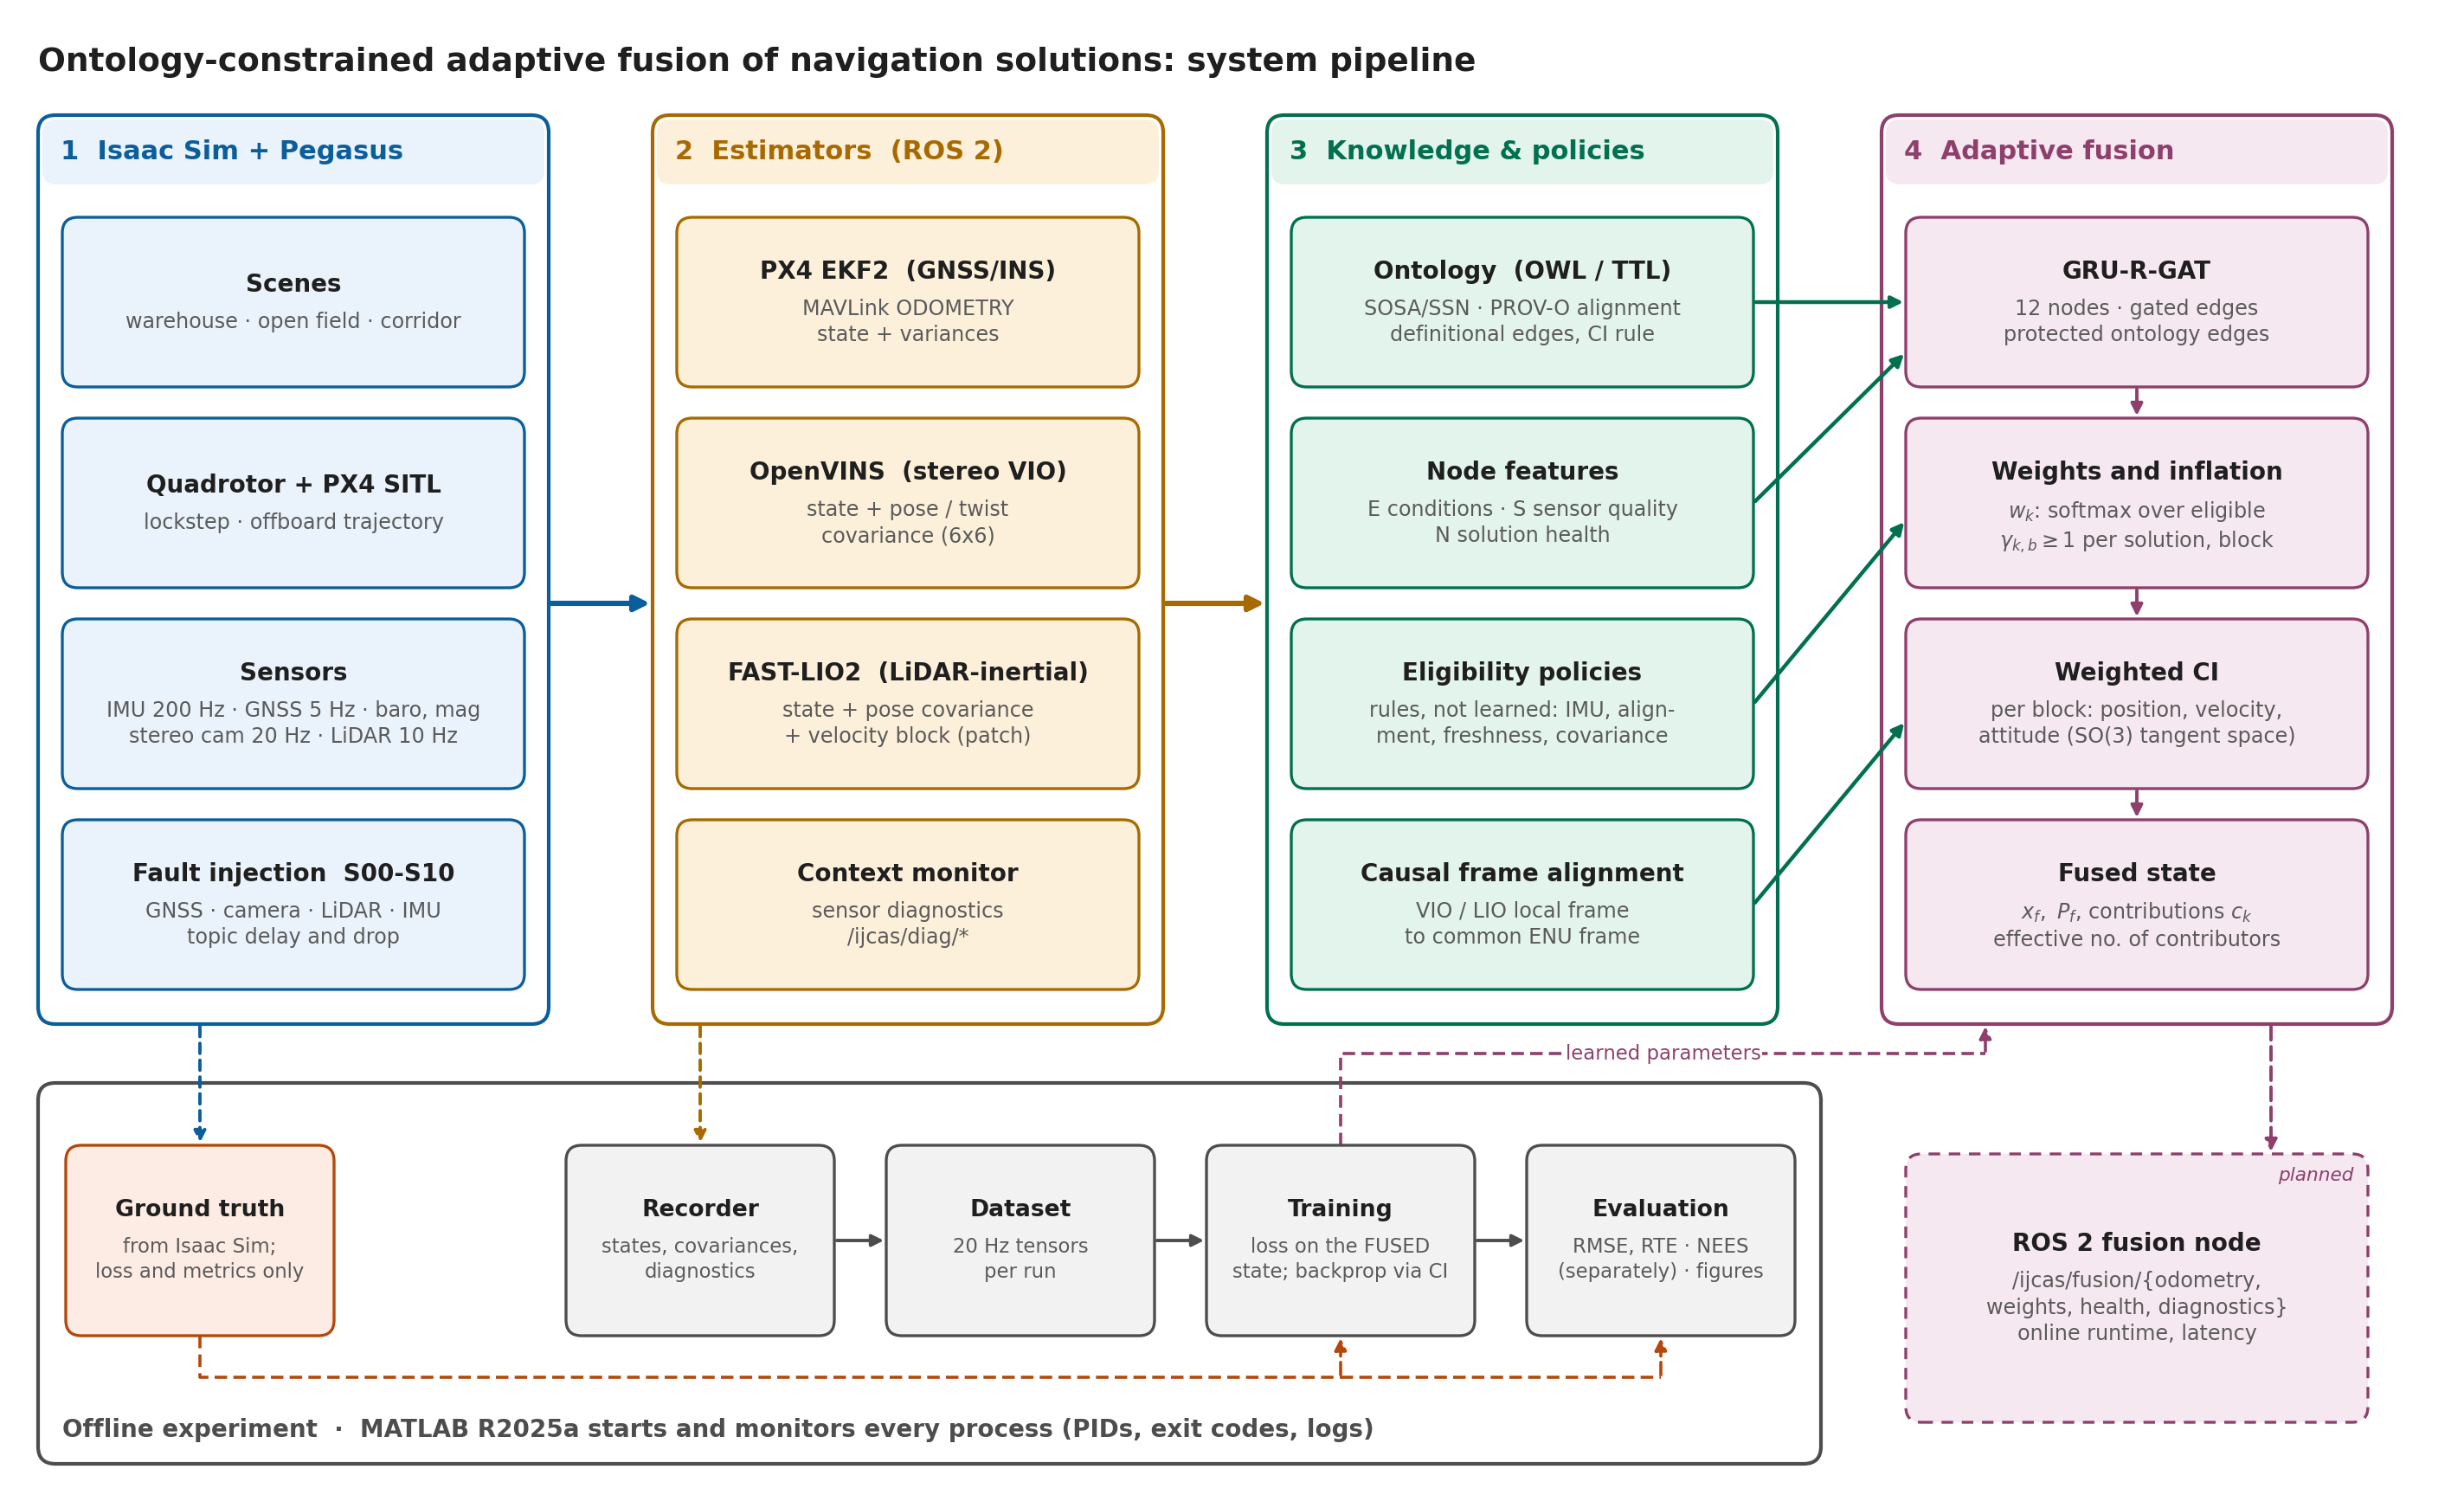 Ontology-constrained adaptive fusion of navigation solutions: system pipeline
1 Isaac Sim + Pegasus
Scenes
warehouse · open field · corridor
Quadrotor + PX4 SITL
lockstep · offboard trajectory
Sensors
IMU 200 Hz · GNSS 5 Hz · baro, mag
stereo cam 20 Hz · LiDAR 10 Hz
Fault injection S00-S10
GNSS · camera · LiDAR · IMU
topic delay and drop
2 Estimators (ROS 2)
PX4 EKF2 (GNSS/INS)
MAVLink ODOMETRY
state + variances
OpenVINS (stereo VIO)
state + pose / twist
covariance (6x6)
FAST-LIO2 (LiDAR-inertial)
state + pose covariance
+ velocity block (patch)
Context monitor
sensor diagnostics
/ijcas/diag/*
3 Knowledge & policies
Ontology (OWL / TTL)
SOSA/SSN · PROV-O alignment
definitional edges, CI rule
Node features
E conditions · S sensor quality
N solution health
Eligibility policies
rules, not learned: IMU, align-
ment, freshness, covariance
Causal frame alignment
VIO / LIO local frame
to common ENU frame
4 Adaptive fusion
GRU-R-GAT
12 nodes · gated edges
protected ontology edges
Weights and inflation
w_k: softmax over eligible
γ_{k,b} ≥ 1 per solution, block
Weighted CI
per block: position, velocity,
attitude (SO(3) tangent space)
Fused state
x_f, P_f, contributions c_k
effective no. of contributors
learned parameters
Ground truth
from Isaac Sim;
loss and metrics only
Recorder
states, covariances,
diagnostics
Dataset
20 Hz tensors
per run
Training
loss on the FUSED
state; backprop via CI
Evaluation
RMSE, RTE · NEES
(separately) · figures
planned
ROS 2 fusion node
/ijcas/fusion/{odometry,
weights, health, diagnostics}
online runtime, latency
Offline experiment · MATLAB R2025a starts and monitors every process (PIDs, exit codes, logs)